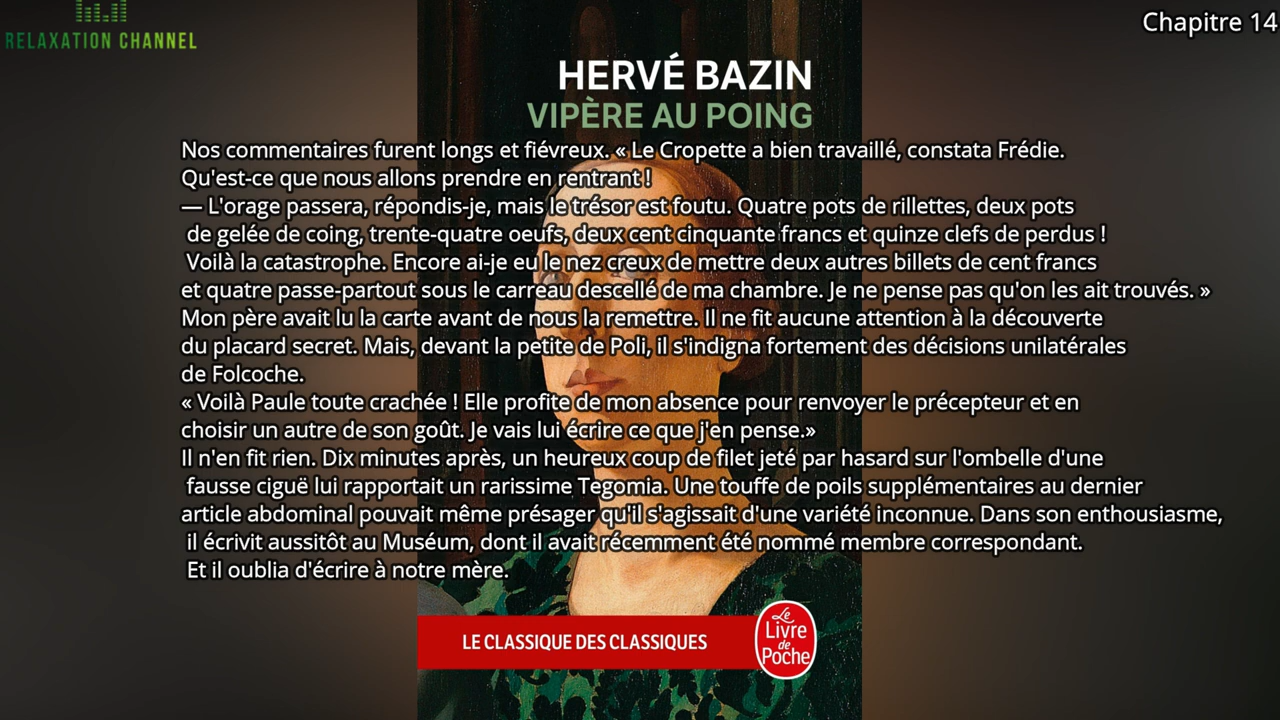 RELAXATION CHANNEL
Chapitre 14
HERVÉ BAZIN
VIPÈRE AU POING
Nos commentaires furent longs et fiévreux. « Le Cropette a bien travaillé, constata Frédie.
Qu'est-ce que nous allons prendre en rentrant !
— L'orage passera, répondis-je, mais le trésor est foutu. Quatre pots de rillettes, deux pots
de gelée de coing, trente-quatre oeufs, deux cent cinquante francs et quinze clefs de perdus !
Voilà la catastrophe. Encore ai-je eu le nez creux de mettre deux autres billets de cent francs
et quatre passe-partout sous le carreau descellé de ma chambre. Je ne pense pas qu'on les ait trouvés. »
Mon père avait lu la carte avant de nous la remettre. Il ne fit aucune attention à la découverte
du placard secret. Mais, devant la petite de Poli, il s'indigna fortement des décisions unilatérales
de Folcoche.
« Voilà Paule toute crachée ! Elle profite de mon absence pour renvoyer le précepteur et en
choisir un autre de son goût. Je vais lui écrire ce que j'en pense.»
Il n'en fit rien. Dix minutes après, un heureux coup de filet jeté par hasard sur l'ombelle d'une
fausse ciguë lui rapportait un rarissime Tegomia. Une touffe de poils supplémentaires au dernier
article abdominal pouvait même présager qu'il s'agissait d'une variété inconnue. Dans son enthousiasme,
il écrivit aussitôt au Muséum, dont il avait récemment été nommé membre correspondant.
Et il oublia d'écrire à notre mère.
LE CLASSIQUE DES CLASSIQUES
Le
Livre
de
Poche